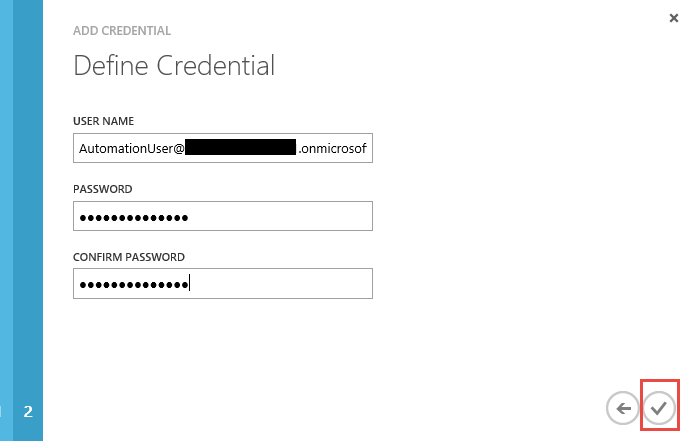 ADD CREDENTIAL
Define Credential
USER NAME
AutomationUser@ .onmicrosof
PASSWORD
••••••••••••••
CONFIRM PASSWORD
••••••••••••••
2